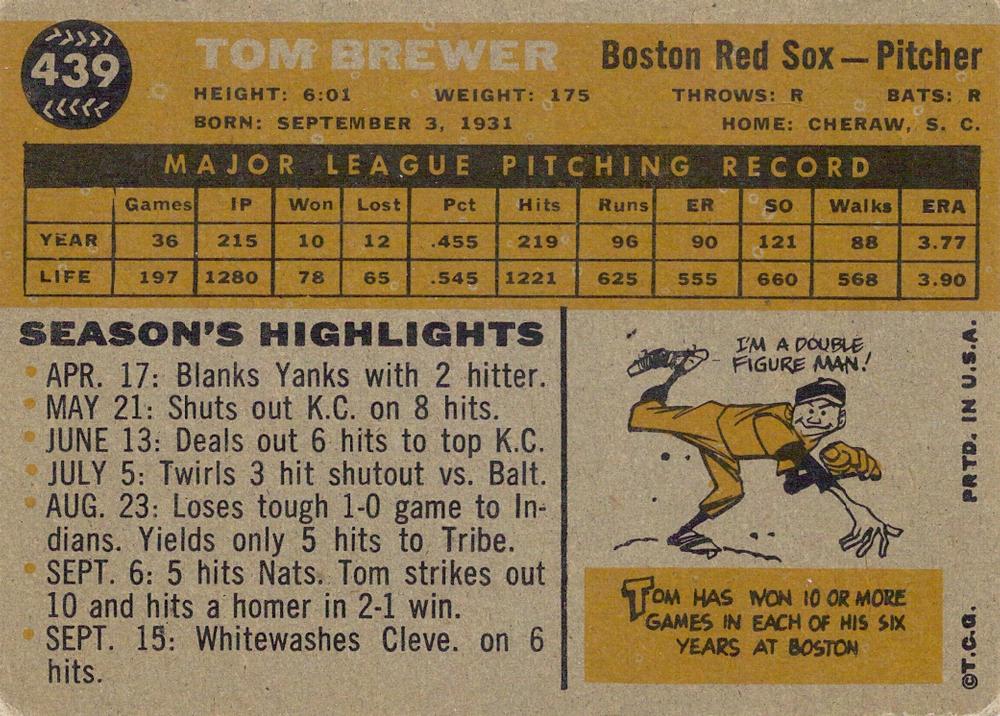 439
TOM BREWER Boston Red Sox — Pitcher
HEIGHT: 6:01 WEIGHT: 175 THROWS: R BATS: R
BORN: SEPTEMBER 3, 1931 HOME: CHERAW, S. C.
MAJOR LEAGUE PITCHING RECORD
Games IP Won Lost Pct Hits Runs ER SO Walks ERA
YEAR 36 215 10 12 .455 219 96 90 121 88 3.77
LIFE 197 1280 78 65 .545 1221 625 555 660 568 3.90
SEASON'S HIGHLIGHTS
• APR. 17: Blanks Yanks with 2 hitter.
• MAY 21: Shuts out K.C. on 8 hits.
• JUNE 13: Deals out 6 hits to top K.C.
• JULY 5: Twirls 3 hit shutout vs. Balt.
• AUG. 23: Loses tough 1-0 game to In-
dians. Yields only 5 hits to Tribe.
• SEPT. 6: 5 hits Nats. Tom strikes out
10 and hits a homer in 2-1 win.
• SEPT. 15: Whitewashes Cleve. on 6
hits.
I'M A DOUBLE
FIGURE MAN!
TOM HAS WON 10 OR MORE
GAMES IN EACH OF HIS SIX
YEARS AT BOSTON
PRTD. IN U.S.A.
©T.C.G.